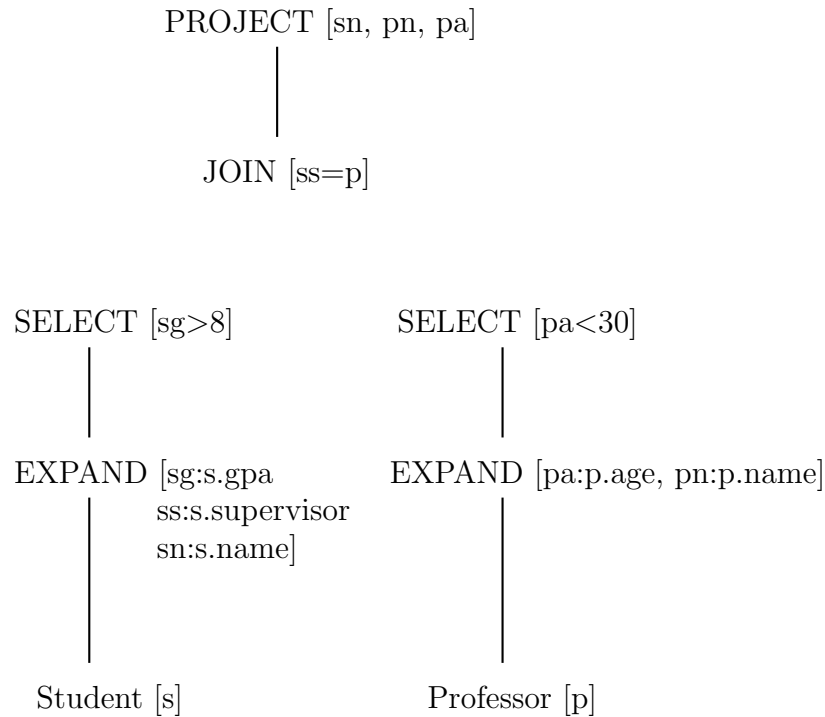 PROJECT [sn, pn, pa]
JOIN [ss=p]
SELECT [sg>8]
SELECT [pa<30]
EXPAND [sg:s.gpa
ss:s.supervisor
sn:s.name]
EXPAND [pa:p.age, pn:p.name]
Student [s]
Professor [p]